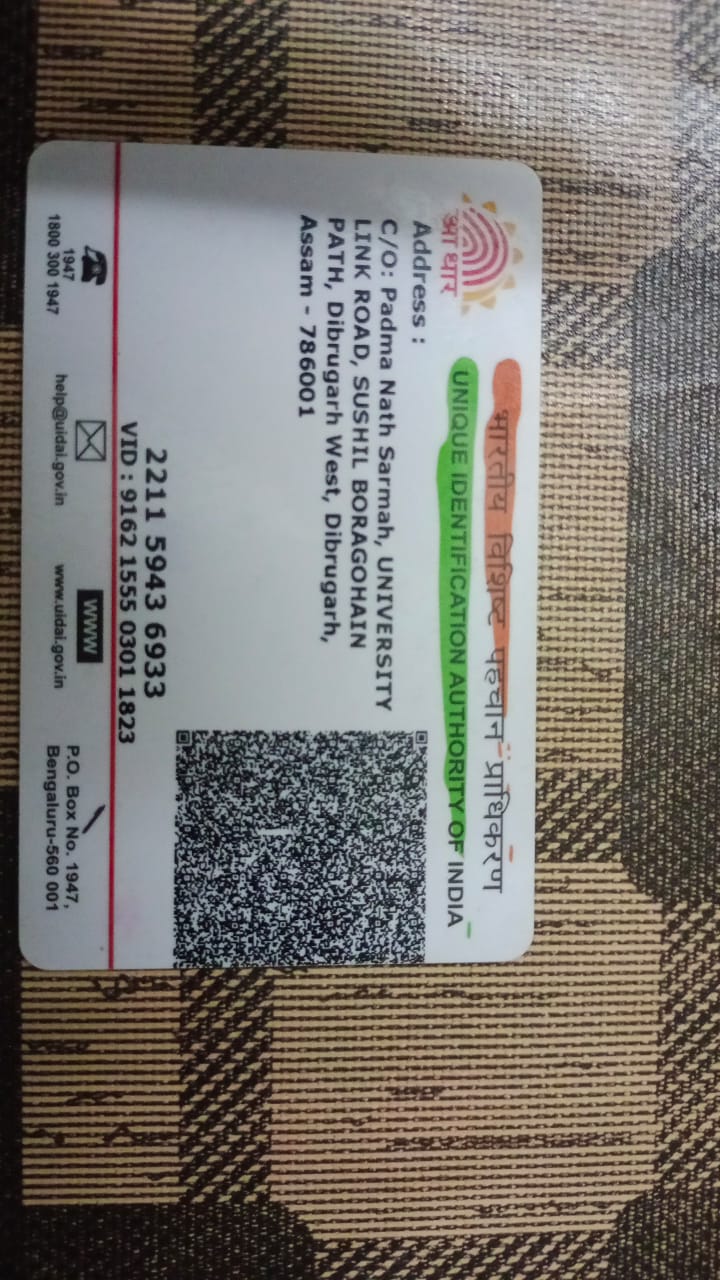 भारतीय विशिष्ट पहचान प्राधिकरण
UNIQUE IDENTIFICATION AUTHORITY OF INDIA
आधार
Address :
C/O: Padma Nath Sarmah, UNIVERSITY
LINK ROAD, SUSHIL BORAGOHAIN
PATH, Dibrugarh West, Dibrugarh,
Assam - 786001
2211 5943 6933
VID : 9162 1555 0301 1823
1947
1800 300 1947
help@uidai.gov.in
www
www.uidai.gov.in
P.O. Box No. 1947,
Bengaluru-560 001